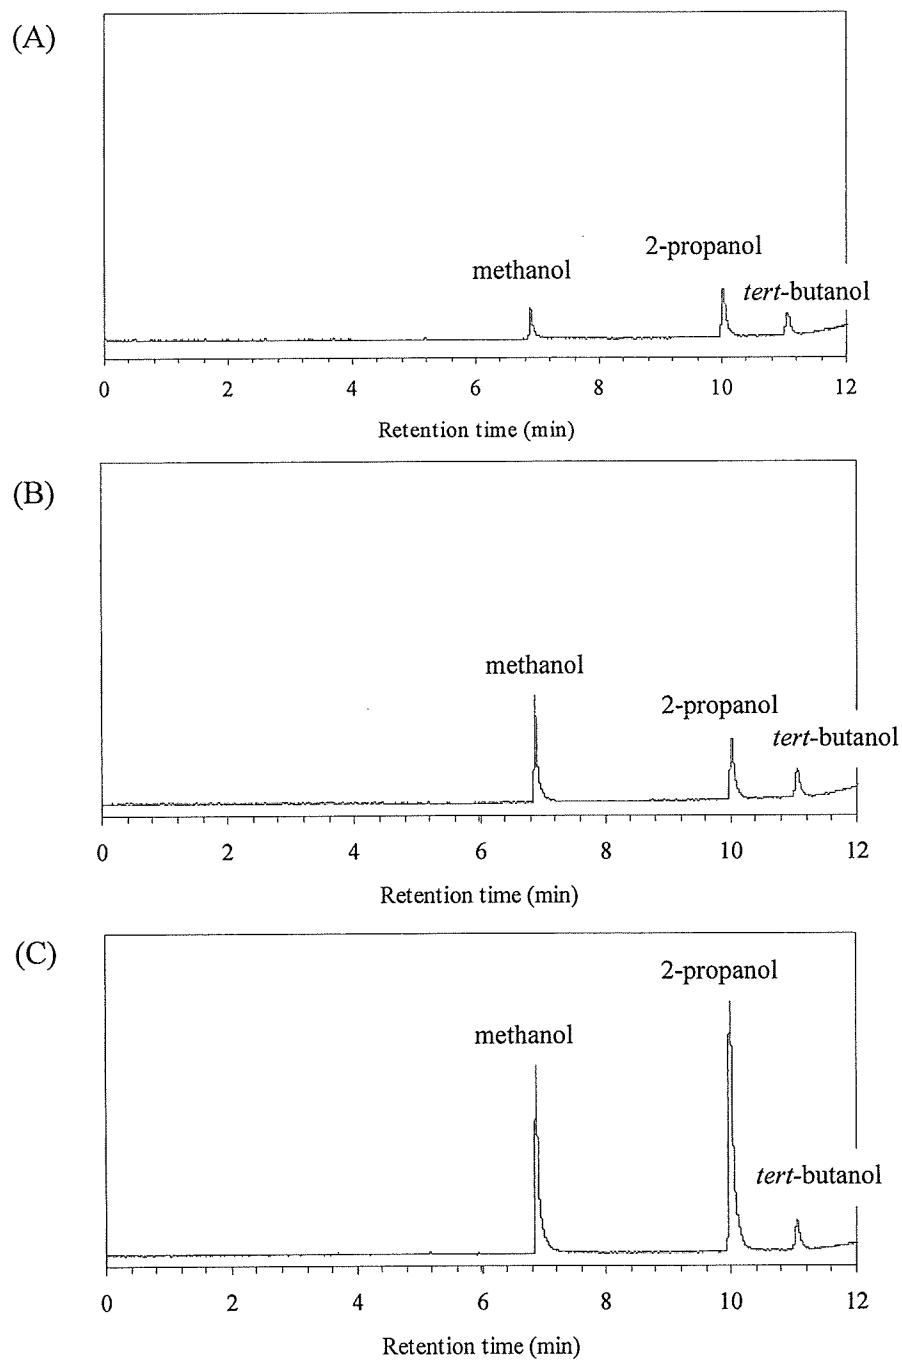 (A)
2-propanol
methanol
tert-butanol
0 2 4 6 8 10 12
Retention time (min)
(B)
methanol
2-propanol
tert-butanol
0 2 4 6 8 10 12
Retention time (min)
(C)
2-propanol
methanol
tert-butanol
0 2 4 6 8 10 12
Retention time (min)